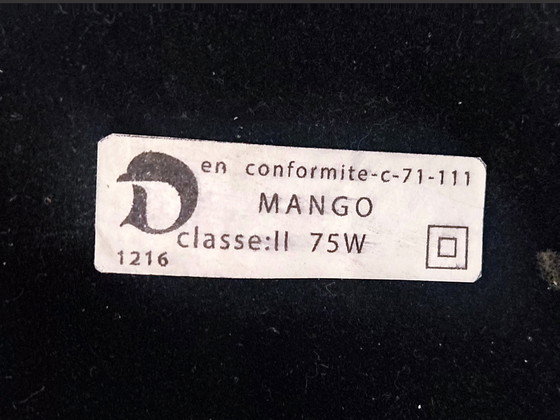 D
en conformite-c-71-111
MANGO
classe:II 75W
1216